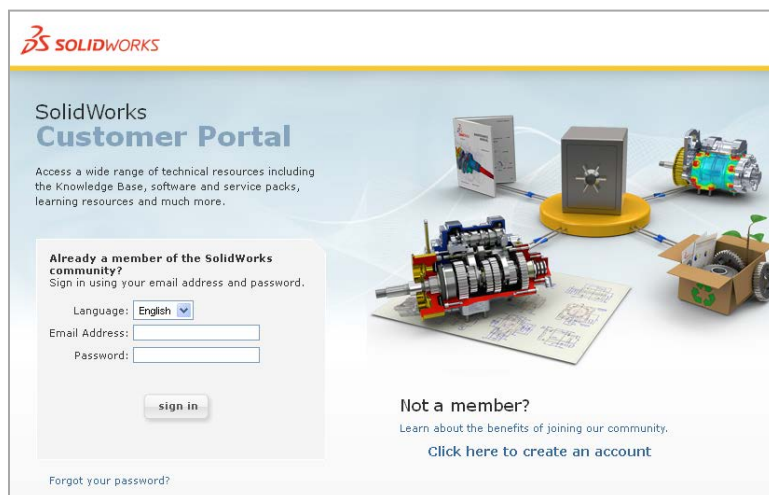 SOLIDWORKS
SolidWorks
Customer Portal
Access a wide range of technical resources including
the Knowledge Base, software and service packs,
learning resources and much more.
Already a member of the SolidWorks
community?
Sign in using your email address and password.
Language: English
Email Address:
Password:
sign in
Forgot your password?
Not a member?
Learn about the benefits of joining our community.
Click here to create an account